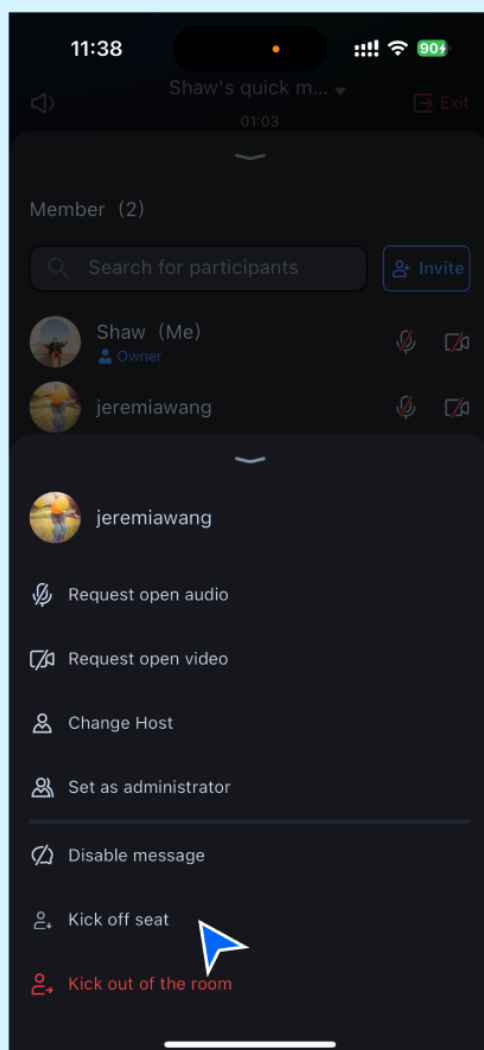 11:38
90
Shaw's quick m...
Exit
01:03
Member（2）
Search for participants
Invite
Shaw（Me）
Owner
jeremiawang
jeremiawang
Request open audio
Request open video
Change Host
Set as administrator
Disable message
Kick off seat
Kick out of the room